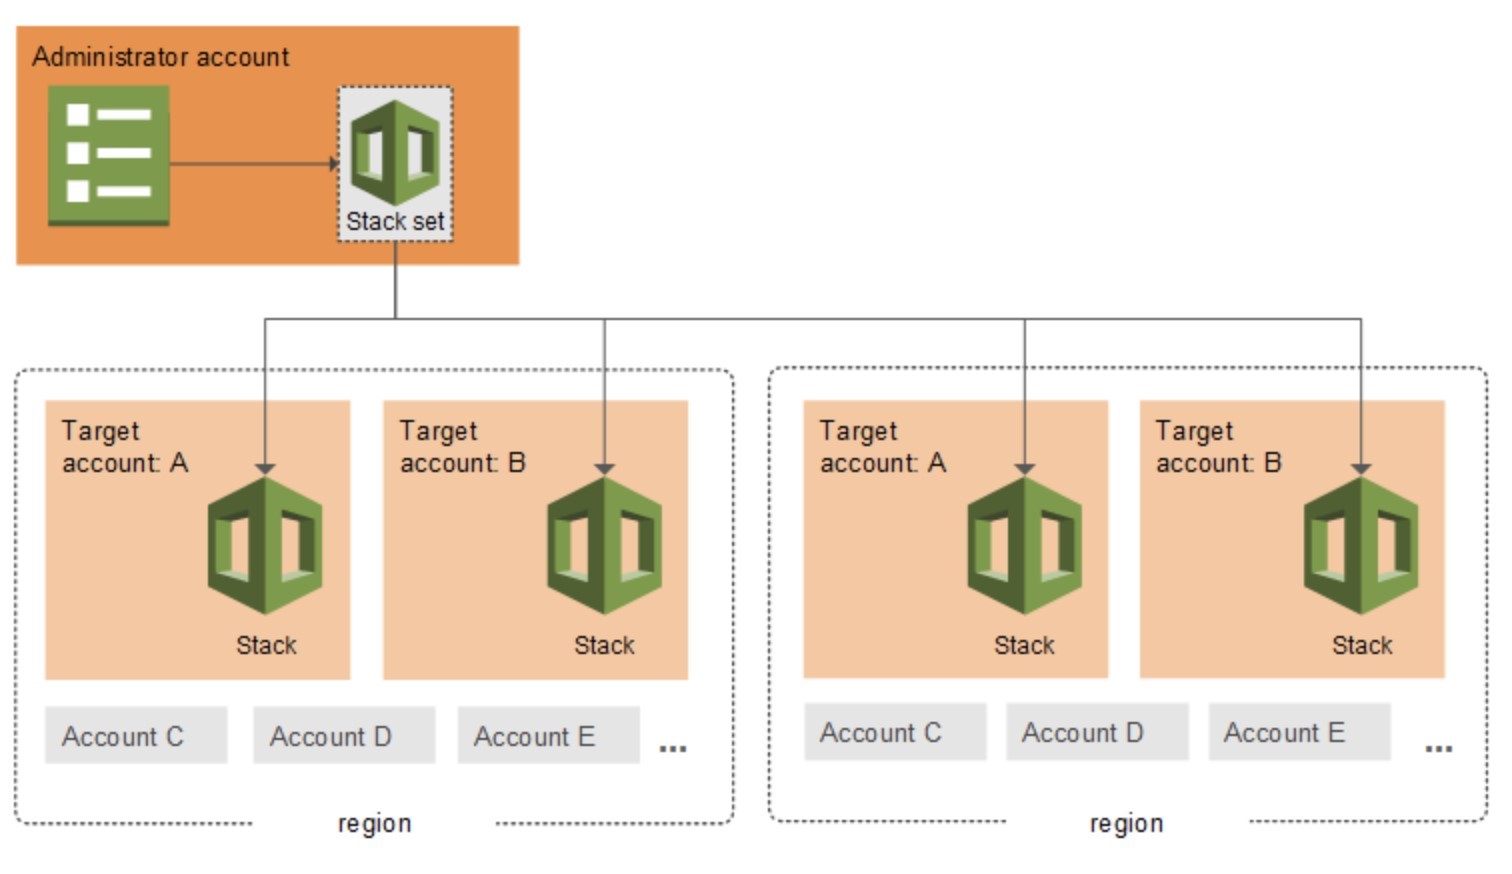 Administrator account
Stack set
Target
account: A
Stack
Target
account: B
Stack
Account C
Account D
Account E
...
region
Target
account: A
Stack
Target
account: B
Stack
Account C
Account D
Account E
...
region